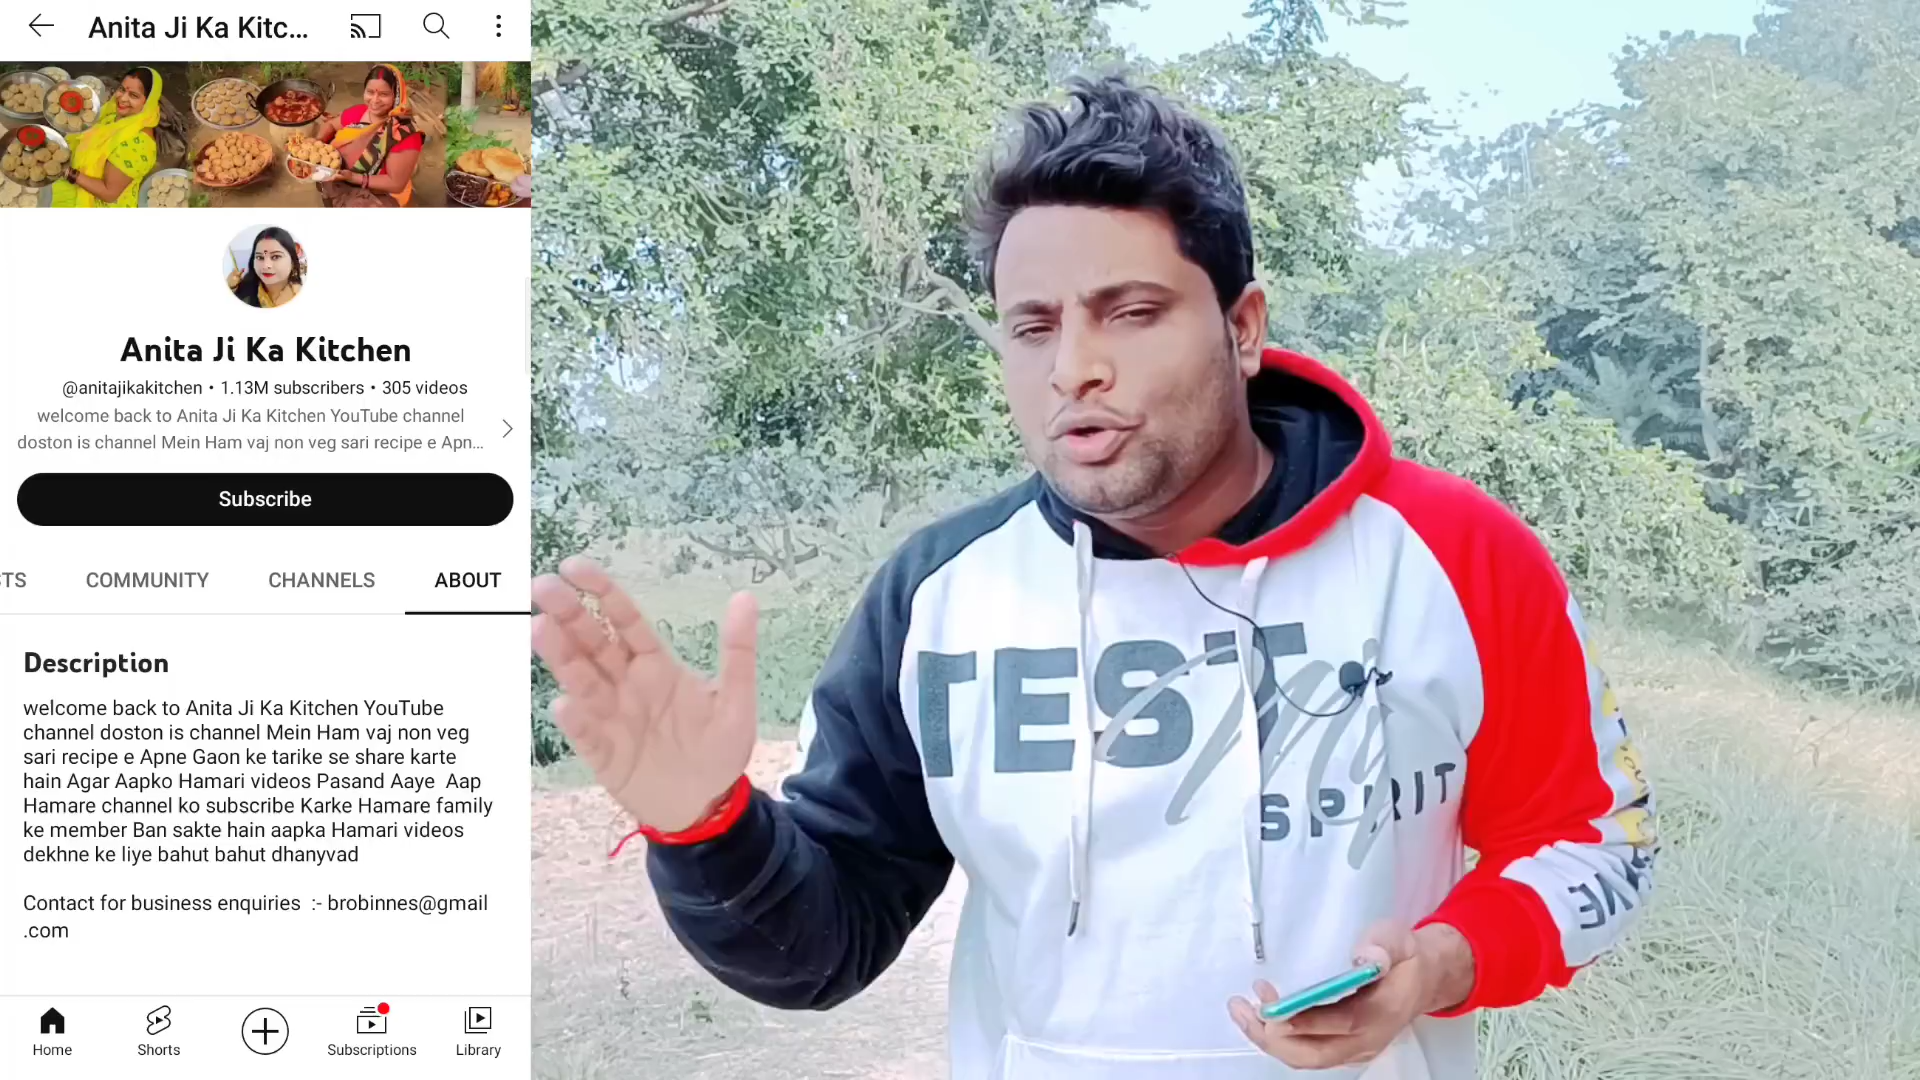 Anita Ji Ka Kitc...
Anita Ji Ka Kitchen
@anitajikakitchen • 1.13M subscribers • 305 videos
welcome back to Anita Ji Ka Kitchen YouTube channel
doston is channel Mein Ham vaj non veg sari recipe e Apn...
Subscribe
TS COMMUNITY CHANNELS ABOUT
Description
welcome back to Anita Ji Ka Kitchen YouTube
channel doston is channel Mein Ham vaj non veg
sari recipe e Apne Gaon ke tarike se share karte
hain Agar Aapko Hamari videos Pasand Aaye  Aap
Hamare channel ko subscribe Karke Hamare family
ke member Ban sakte hain aapka Hamari videos
dekhne ke liye bahut bahut dhanyvad
Contact for business enquiries  :- brobinnes@gmail
.com
Home Shorts Subscriptions Library
TEST
My
SPIRIT